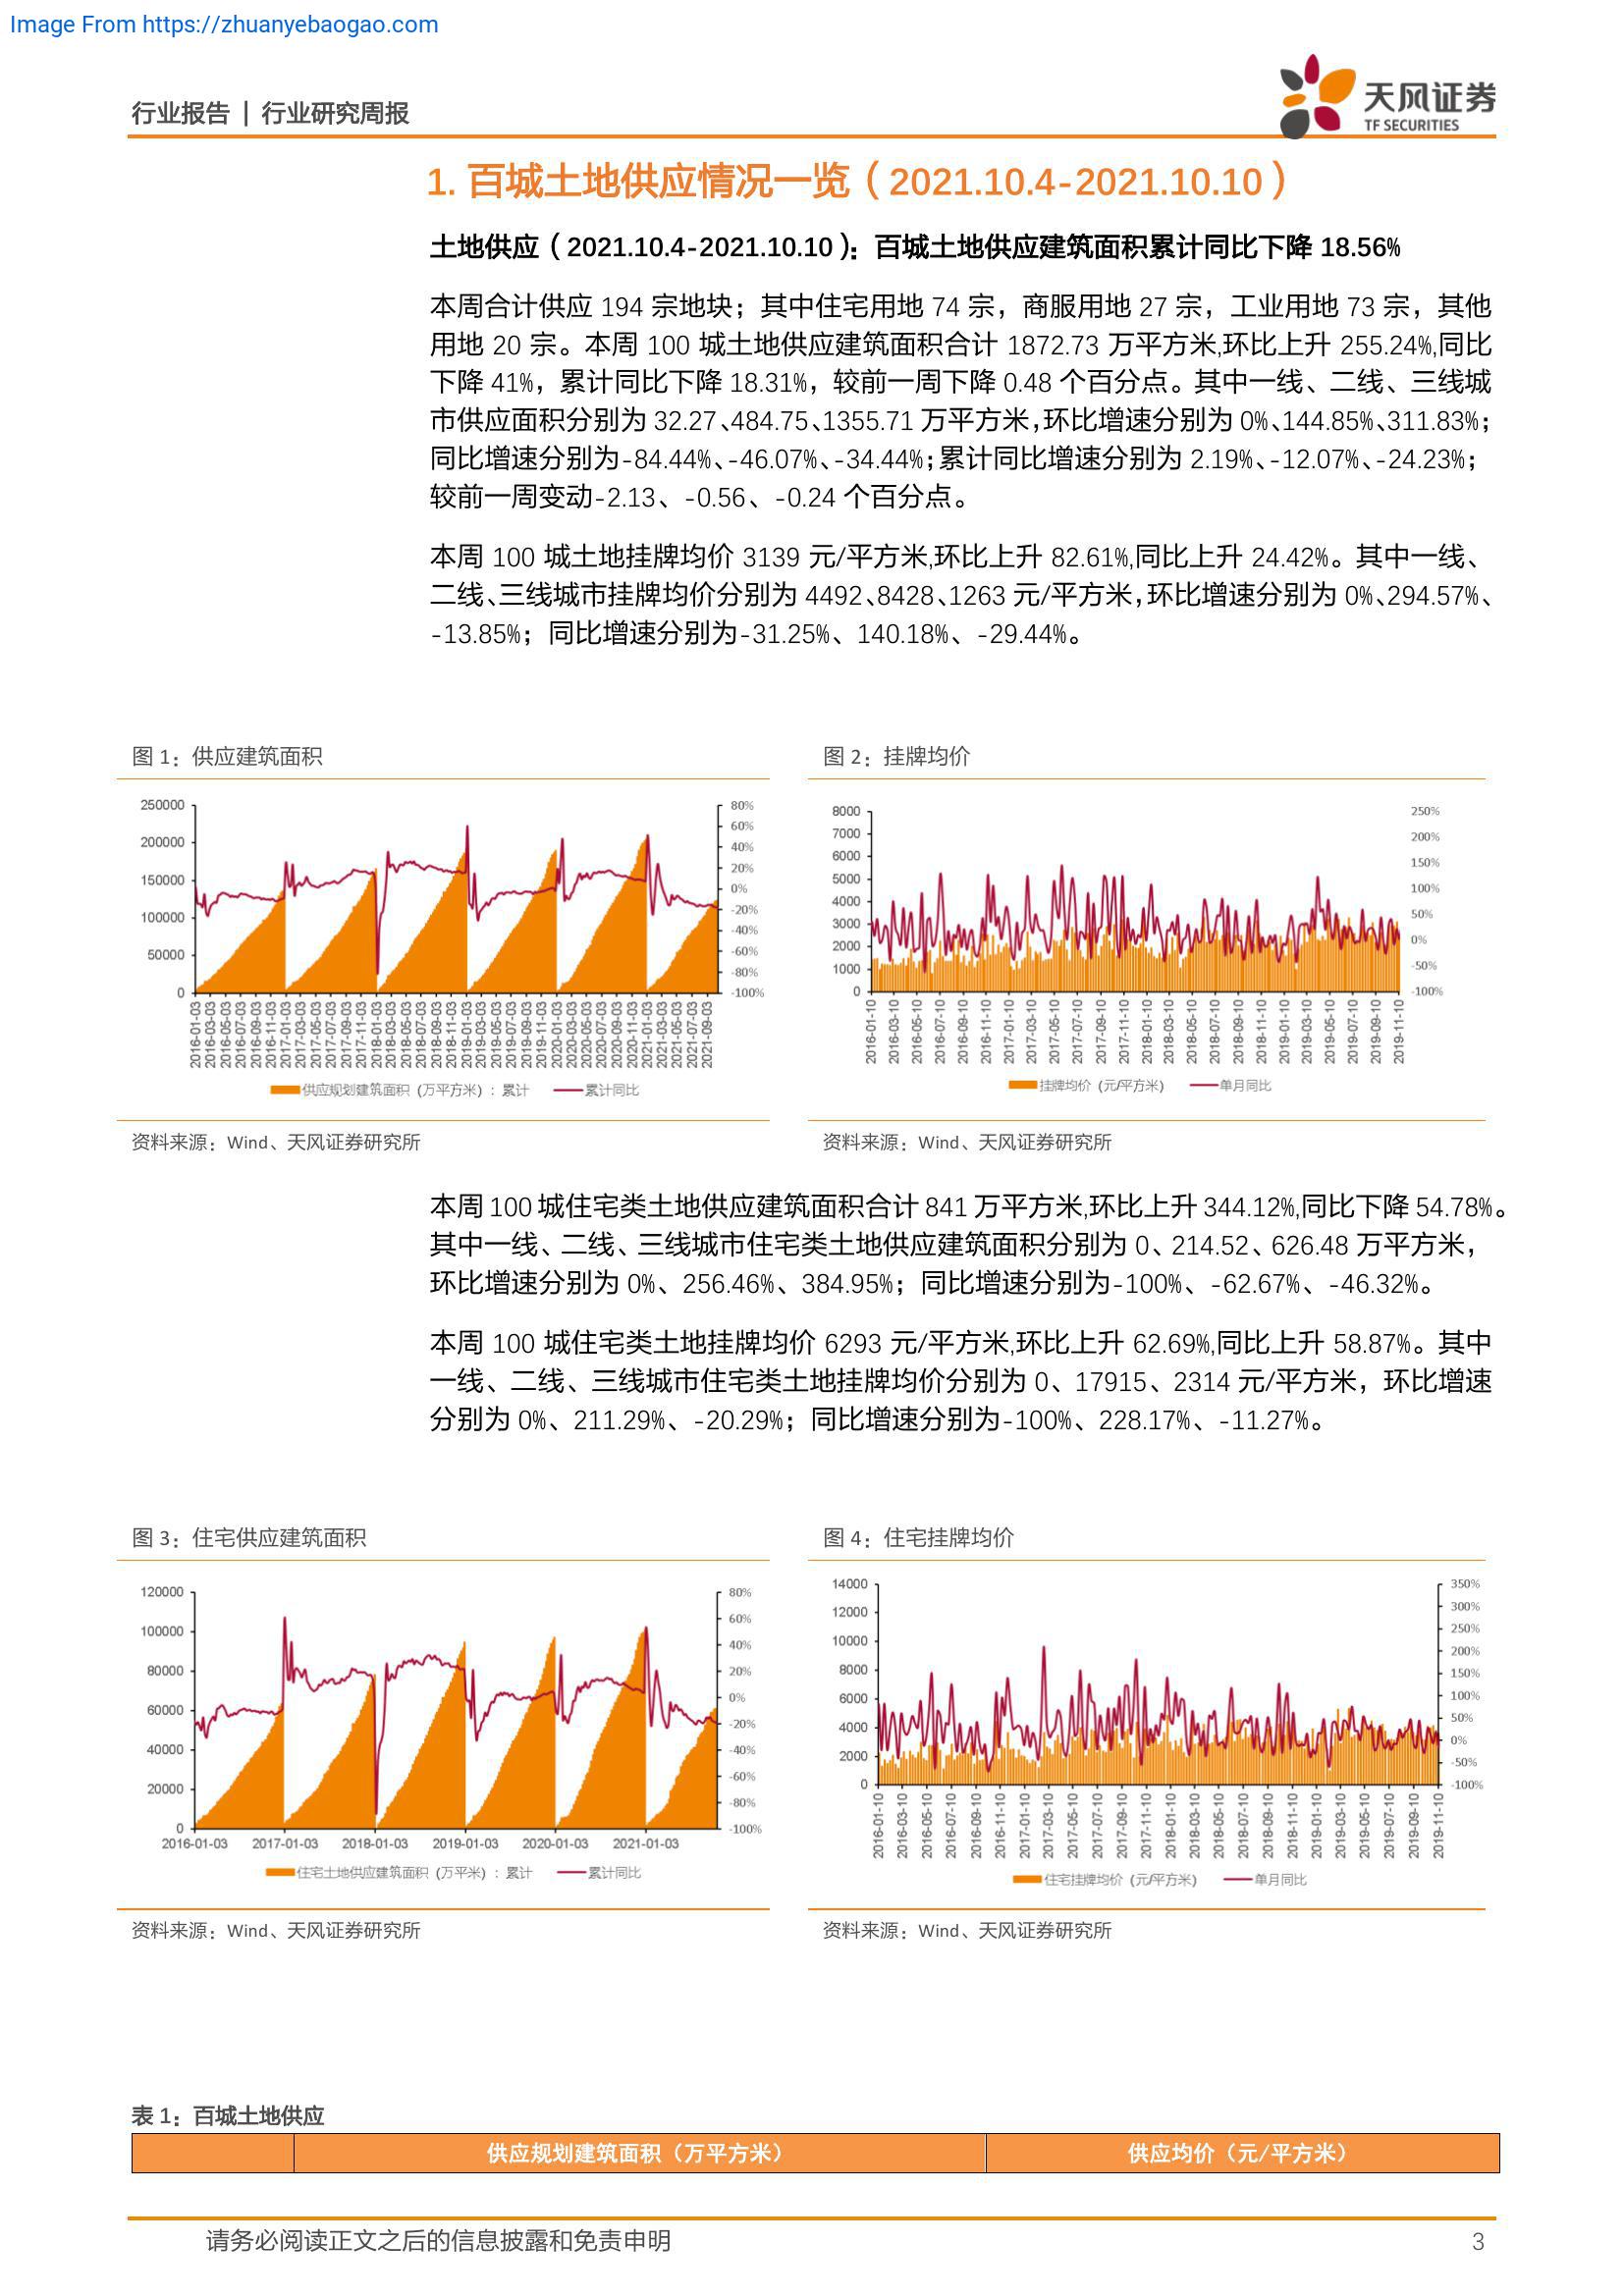 Image From https://zhuanyebaogao.com
行业报告 | 行业研究周报
天风证券
TF SECURITIES
1. 百城土地供应情况一览（2021.10.4-2021.10.10）
土地供应（2021.10.4-2021.10.10）：百城土地供应建筑面积累计同比下降 18.56%
本周合计供应 194 宗地块；其中住宅用地 74 宗，商服用地 27 宗，工业用地 73 宗，其他
用地 20 宗。本周 100 城土地供应建筑面积合计 1872.73 万平方米,环比上升 255.24%,同比
下降 41%，累计同比下降 18.31%，较前一周下降 0.48 个百分点。其中一线、二线、三线城
市供应面积分别为 32.27、484.75、1355.71 万平方米，环比增速分别为 0%、144.85%、311.83%；
同比增速分别为-84.44%、-46.07%、-34.44%；累计同比增速分别为 2.19%、-12.07%、-24.23%；
较前一周变动-2.13、-0.56、-0.24 个百分点。
本周 100 城土地挂牌均价 3139 元/平方米,环比上升 82.61%,同比上升 24.42%。其中一线、
二线、三线城市挂牌均价分别为 4492、8428、1263 元/平方米，环比增速分别为 0%、294.57%、
-13.85%；同比增速分别为-31.25%、140.18%、-29.44%。
图 1：供应建筑面积
250000
200000
150000
100000
50000
0
80%
60%
40%
20%
0%
-20%
-40%
-60%
-80%
-100%
2016-01-03 2016-03-03 2016-05-03 2016-07-03 2016-09-03 2016-11-03 2017-01-03 2017-03-03 2017-05-03 2017-07-03 2017-09-03 2017-11-03 2018-01-03 2018-03-03 2018-05-03 2018-07-03 2018-09-03 2018-11-03 2019-01-03 2019-03-03 2019-05-03 2019-07-03 2019-09-03 2019-11-03 2020-01-03 2020-03-03 2020-05-03 2020-07-03 2020-09-03 2020-11-03 2021-01-03 2021-03-03 2021-05-03 2021-07-03 2021-09-03
供应规划建筑面积（万平方米）：累计 累计同比
资料来源：Wind、天风证券研究所
图 2：挂牌均价
8000
7000
6000
5000
4000
3000
2000
1000
0
250%
200%
150%
100%
50%
0%
-50%
-100%
2016-01-10 2016-03-10 2016-05-10 2016-07-10 2016-09-10 2016-11-10 2017-01-10 2017-03-10 2017-05-10 2017-07-10 2017-09-10 2017-11-10 2018-01-10 2018-03-10 2018-05-10 2018-07-10 2018-09-10 2018-11-10 2019-01-10 2019-03-10 2019-05-10 2019-07-10 2019-09-10 2019-11-10
挂牌均价（元/平方米） 单月同比
资料来源：Wind、天风证券研究所
本周 100 城住宅类土地供应建筑面积合计 841 万平方米,环比上升 344.12%,同比下降 54.78%。
其中一线、二线、三线城市住宅类土地供应建筑面积分别为 0、214.52、626.48 万平方米，
环比增速分别为 0%、256.46%、384.95%；同比增速分别为-100%、-62.67%、-46.32%。
本周 100 城住宅类土地挂牌均价 6293 元/平方米,环比上升 62.69%,同比上升 58.87%。其中
一线、二线、三线城市住宅类土地挂牌均价分别为 0、17915、2314 元/平方米，环比增速
分别为 0%、211.29%、-20.29%；同比增速分别为-100%、228.17%、-11.27%。
图 3：住宅供应建筑面积
120000
100000
80000
60000
40000
20000
0
80%
60%
40%
20%
0%
-20%
-40%
-60%
-80%
-100%
2016-01-03 2017-01-03 2018-01-03 2019-01-03 2020-01-03 2021-01-03
住宅土地供应建筑面积（万平米）：累计 累计同比
资料来源：Wind、天风证券研究所
图 4：住宅挂牌均价
14000
12000
10000
8000
6000
4000
2000
0
350%
300%
250%
200%
150%
100%
50%
0%
-50%
-100%
2016-01-10 2016-03-10 2016-05-10 2016-07-10 2016-09-10 2016-11-10 2017-01-10 2017-03-10 2017-05-10 2017-07-10 2017-09-10 2017-11-10 2018-01-10 2018-03-10 2018-05-10 2018-07-10 2018-09-10 2018-11-10 2019-01-10 2019-03-10 2019-05-10 2019-07-10 2019-09-10 2019-11-10
住宅挂牌均价（元/平方米） 单月同比
资料来源：Wind、天风证券研究所
表 1：百城土地供应
供应规划建筑面积（万平方米） 供应均价（元/平方米）
请务必阅读正文之后的信息披露和免责申明 3